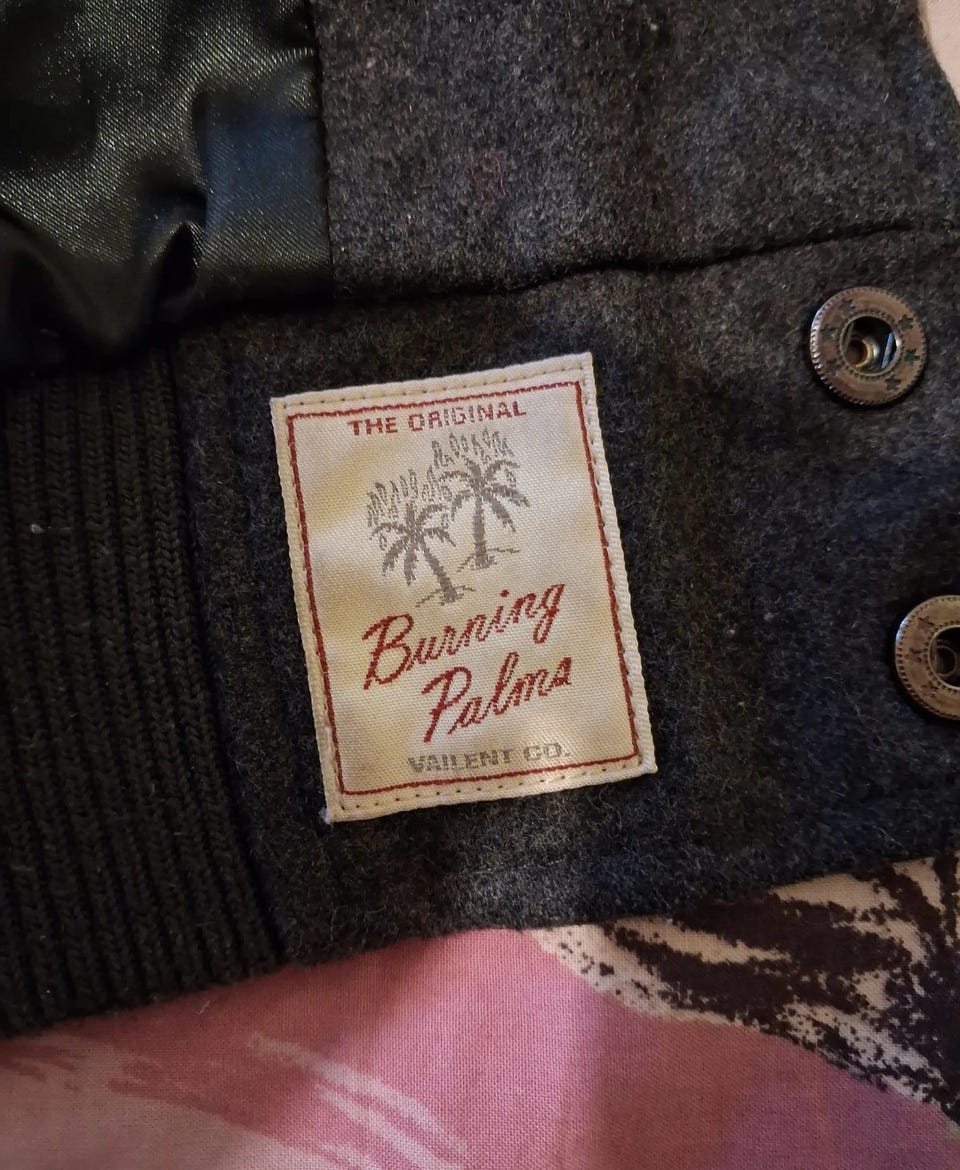 THE ORIGINAL
Burning
Palms
VAILENT CO.